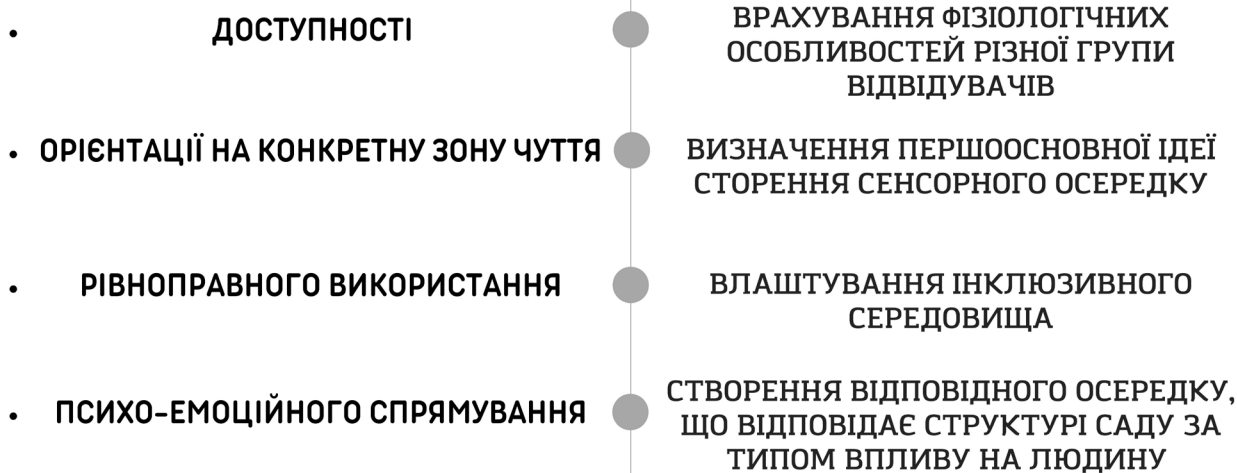 • ДОСТУПНОСТІ
ВРАХУВАННЯ ФІЗІОЛОГІЧНИХ
ОСОБЛИВОСТЕЙ РІЗНОЇ ГРУПИ
ВІДВІДУВАЧІВ
• ОРІЄНТАЦІЇ НА КОНКРЕТНУ ЗОНУ ЧУТТЯ
ВИЗНАЧЕННЯ ПЕРШООСНОВНОЇ ІДЕЇ
СТОРЕННЯ СЕНСОРНОГО ОСЕРЕДКУ
• РІВНОПРАВНОГО ВИКОРИСТАННЯ
ВЛАШТУВАННЯ ІНКЛЮЗИВНОГО
СЕРЕДОВИЩА
• ПСИХО-ЕМОЦІЙНОГО СПРЯМУВАННЯ
СТВОРЕННЯ ВІДПОВІДНОГО ОСЕРЕДКУ,
ЩО ВІДПОВІДАЄ СТРУКТУРІ САДУ ЗА
ТИПОМ ВПЛИВУ НА ЛЮДИНУ